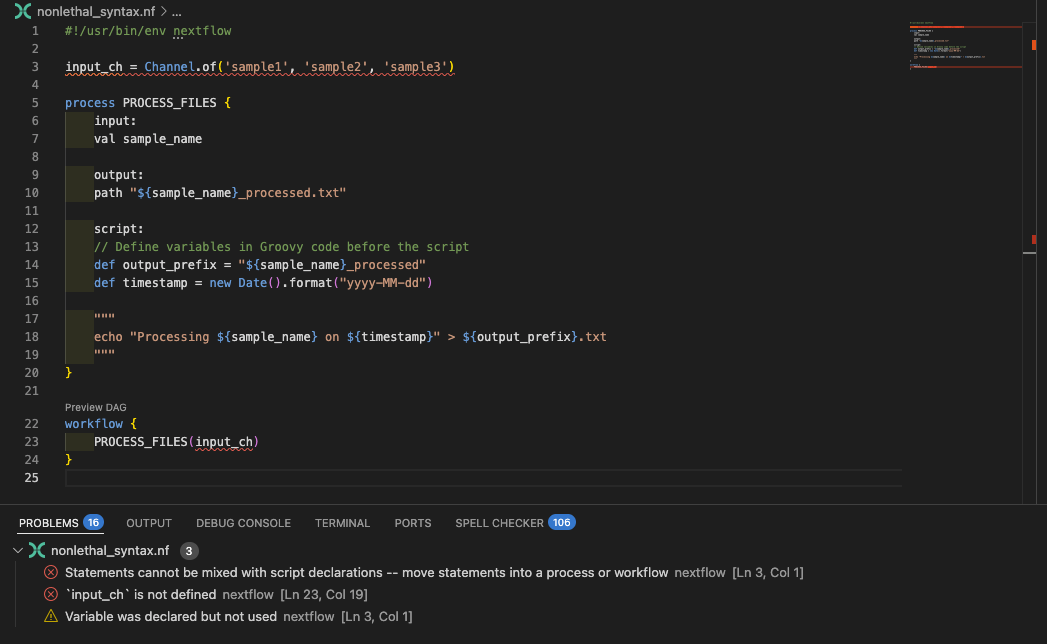 nonlethal_syntax.nf > ...
1 #!/usr/bin/env nextflow
2
3 input_ch = Channel.of('sample1', 'sample2', 'sample3')
4
5 process PROCESS_FILES {
6 input:
7 val sample_name
8
9 output:
10 path "${sample_name}_processed.txt"
11
12 script:
13 // Define variables in Groovy code before the script
14 def output_prefix = "${sample_name}_processed"
15 def timestamp = new Date().format("yyyy-MM-dd")
16
17 """
18 echo "Processing ${sample_name} on ${timestamp}" > ${output_prefix}.txt
19 """
20 }
21
Preview DAG
22 workflow {
23 PROCESS_FILES(input_ch)
24 }
25
PROBLEMS 16 OUTPUT DEBUG CONSOLE TERMINAL PORTS SPELL CHECKER 106
nonlethal_syntax.nf 3
Statements cannot be mixed with script declarations -- move statements into a process or workflow nextflow [Ln 3, Col 1]
`input_ch` is not defined nextflow [Ln 23, Col 19]
Variable was declared but not used nextflow [Ln 3, Col 1]